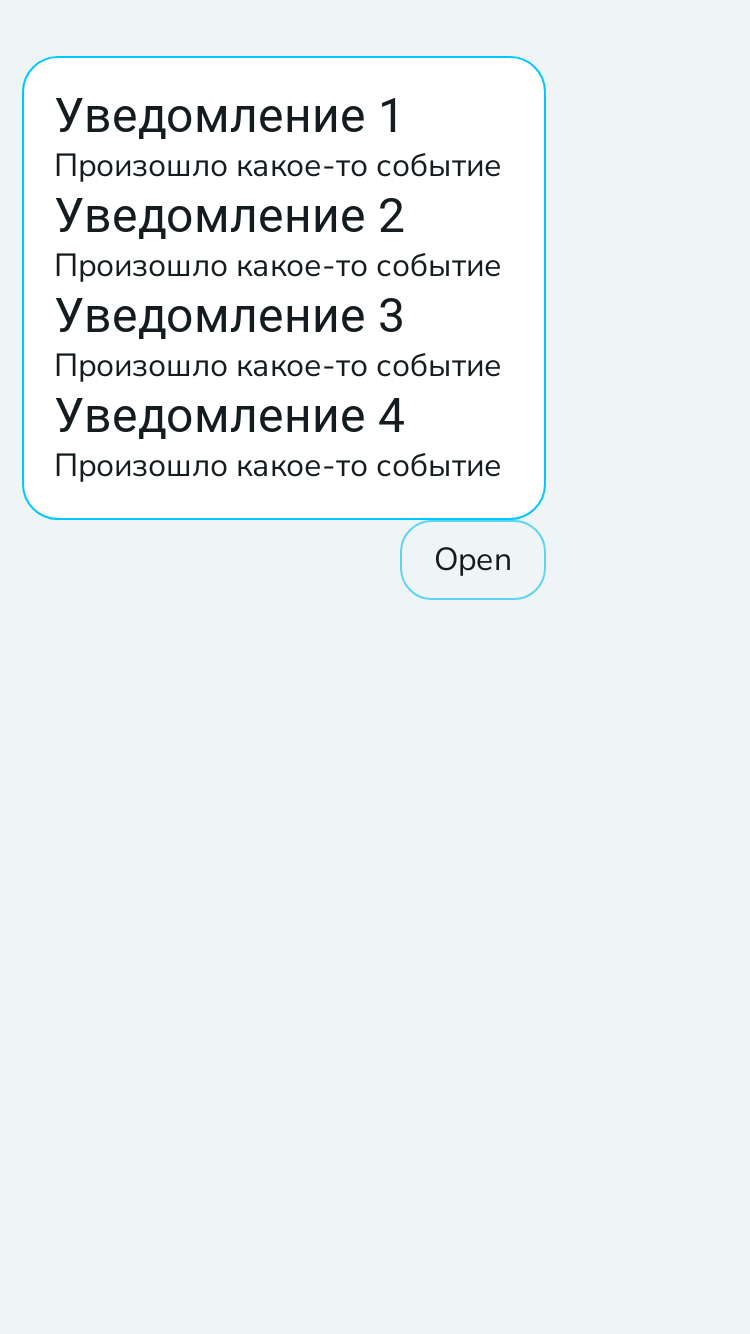 Уведомление 1
Произошло какое-то событие
Уведомление 2
Произошло какое-то событие
Уведомление 3
Произошло какое-то событие
Уведомление 4
Произошло какое-то событие
Open